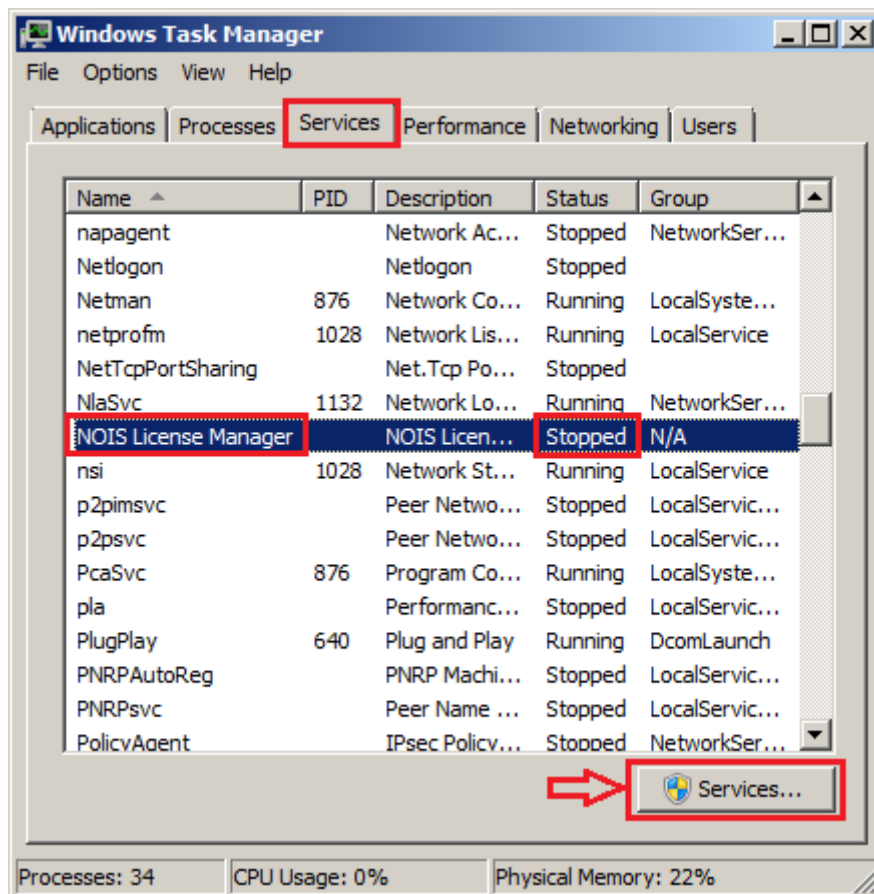 Windows Task Manager
File Options View Help
Applications Processes Services Performance Networking Users
Name PID Description Status Group
napagent Network Ac... Stopped NetworkSer...
Netlogon Netlogon Stopped
Netman 876 Network Co... Running LocalSyste...
netprofm 1028 Network Lis... Running LocalService
NetTcpPortSharing Net.Tcp Po... Stopped
NlaSvc 1132 Network Lo... Running NetworkSer...
NOIS License Manager NOIS Licen... Stopped N/A
nsi 1028 Network St... Running LocalService
p2pimsvc Peer Netwo... Stopped LocalServic...
p2psvc Peer Netwo... Stopped LocalServic...
PcaSvc 876 Program Co... Running LocalSyste...
pla Performanc... Stopped LocalServic...
PlugPlay 640 Plug and Play Running DcomLaunch
PNRPAutoReg PNRP Machi... Stopped LocalServic...
PNRPsvc Peer Name ... Stopped LocalServic...
PolicyAgent IPsec Policy... Stopped NetworkSer...
Services...
Processes: 34 CPU Usage: 0% Physical Memory: 22%